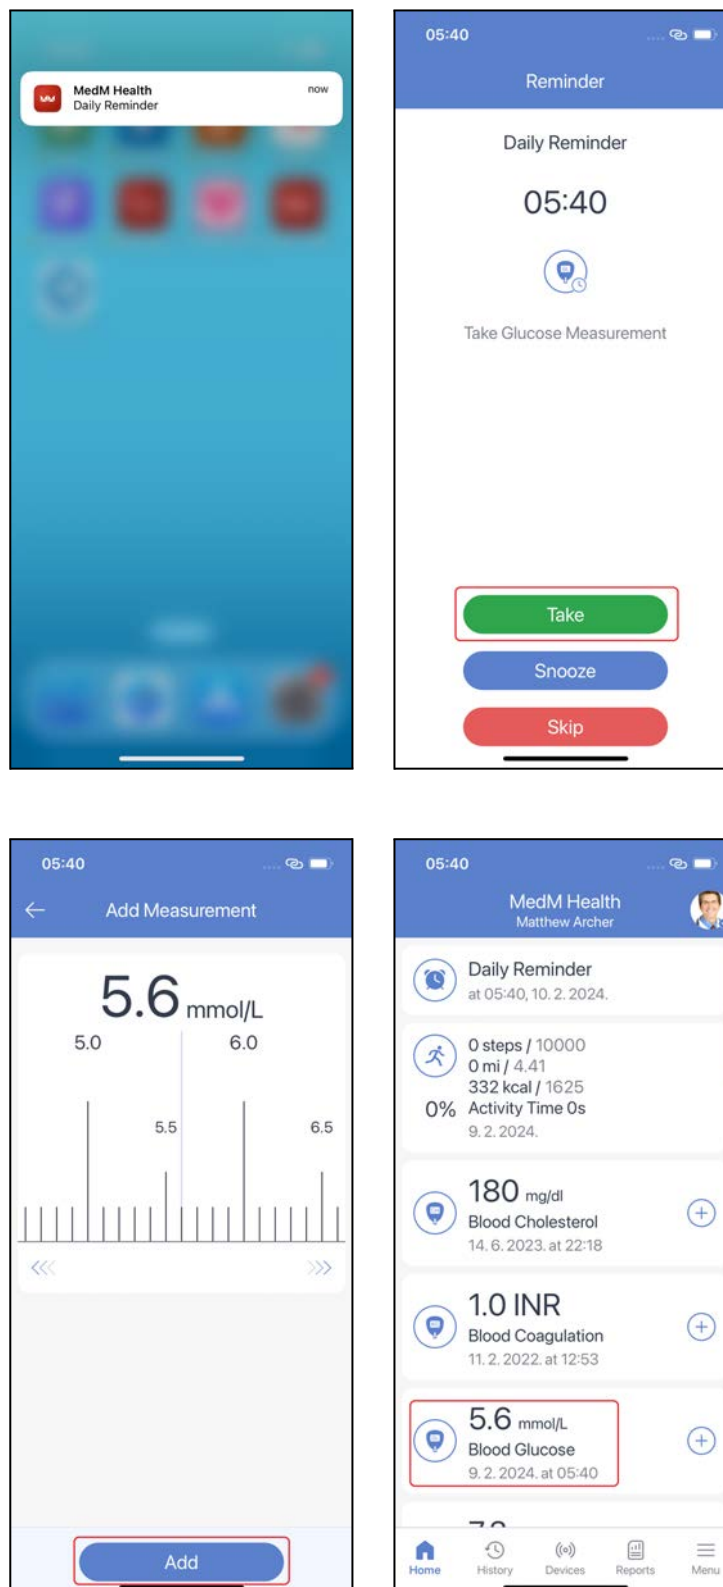 MedM Health
now
Daily Reminder
05:40
Reminder
Daily Reminder
05:40
Take Glucose Measurement
Take
Snooze
Skip
05:40
Add Measurement
5.6 mmol/L
5.0 6.0
5.5 6.5
Add
05:40
MedM Health
Matthew Archer
Daily Reminder
at 05:40, 10. 2. 2024.
0 steps / 10000
0 mi / 4.41
332 kcal / 1625
0% Activity Time 0s
9. 2. 2024.
180 mg/dl
Blood Cholesterol
14. 6. 2023. at 22:18
1.0 INR
Blood Coagulation
11. 2. 2022. at 12:53
5.6 mmol/L
Blood Glucose
9. 2. 2024. at 05:40
Home History Devices Reports Menu